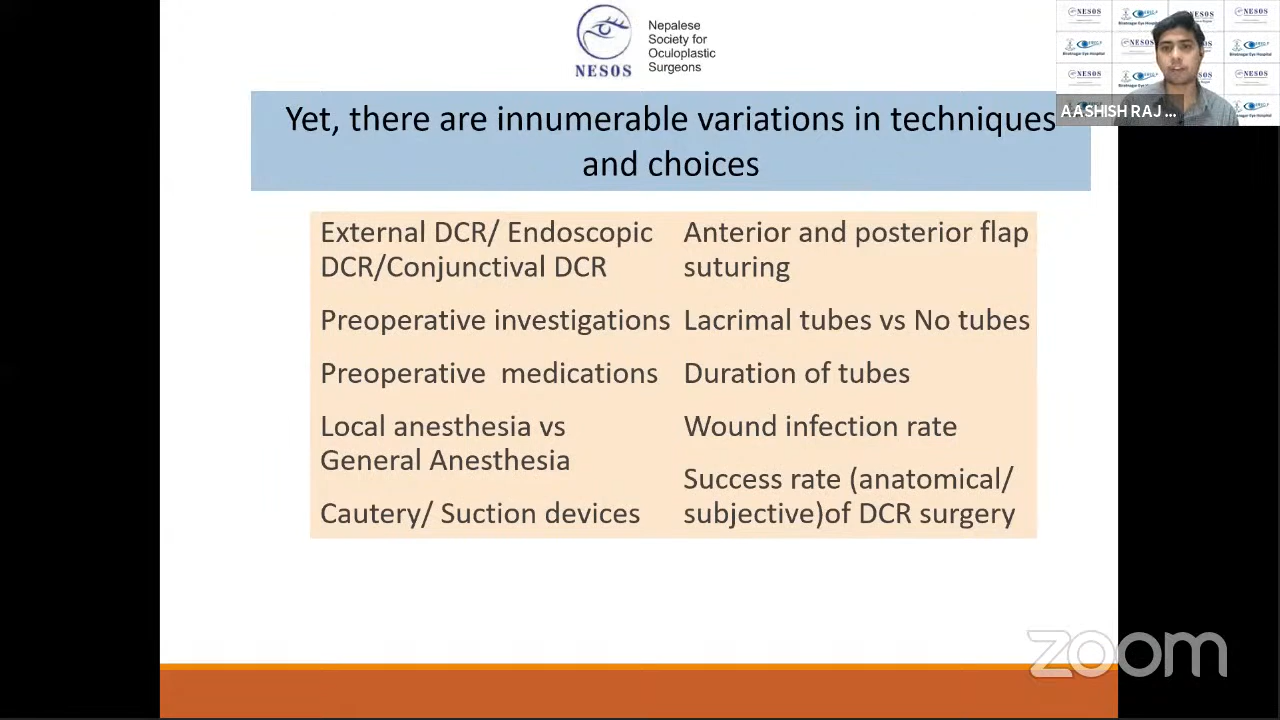 Nepalese
Society for
Oculoplastic
Surgeons
NESOS
AASHISH RAJ ...
Yet, there are innumerable variations in techniques
and choices
External DCR/ Endoscopic
DCR/Conjunctival DCR
Preoperative investigations
Preoperative medications
Local anesthesia vs
General Anesthesia
Cautery/ Suction devices
Anterior and posterior flap
suturing
Lacrimal tubes vs No tubes
Duration of tubes
Wound infection rate
Success rate (anatomical/
subjective)of DCR surgery
zoom